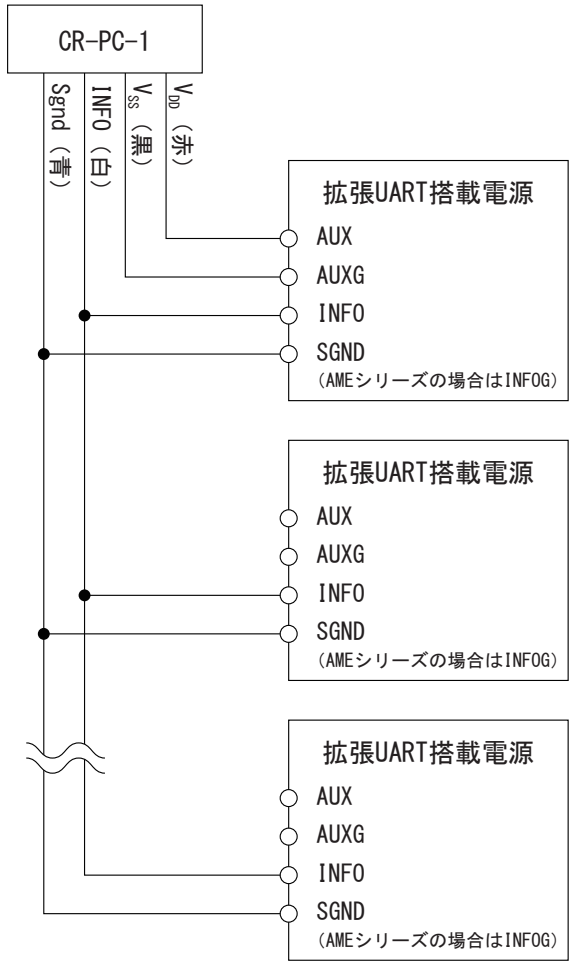 CR-PC-1
Sgnd (青)
INFO (白)
VSS (黒)
VDD (赤)
拡張UART搭載電源
AUX
AUXG
INFO
SGND
(AMEシリーズの場合はINFOG)
拡張UART搭載電源
AUX
AUXG
INFO
SGND
(AMEシリーズの場合はINFOG)
拡張UART搭載電源
AUX
AUXG
INFO
SGND
(AMEシリーズの場合はINFOG)